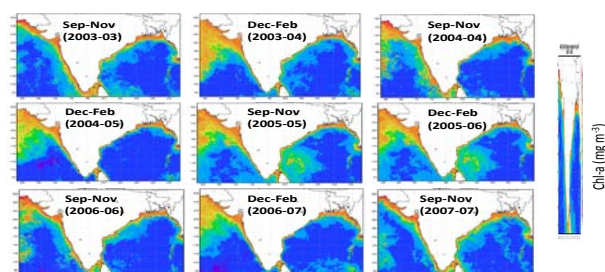 Sep-Nov
(2003-03)
Dec-Feb
(2003-04)
Sep-Nov
(2004-04)
Dec-Feb
(2004-05)
Sep-Nov
(2005-05)
Dec-Feb
(2005-06)
Sep-Nov
(2006-06)
Dec-Feb
(2006-07)
Sep-Nov
(2007-07)
Chl-a (mg m-3)